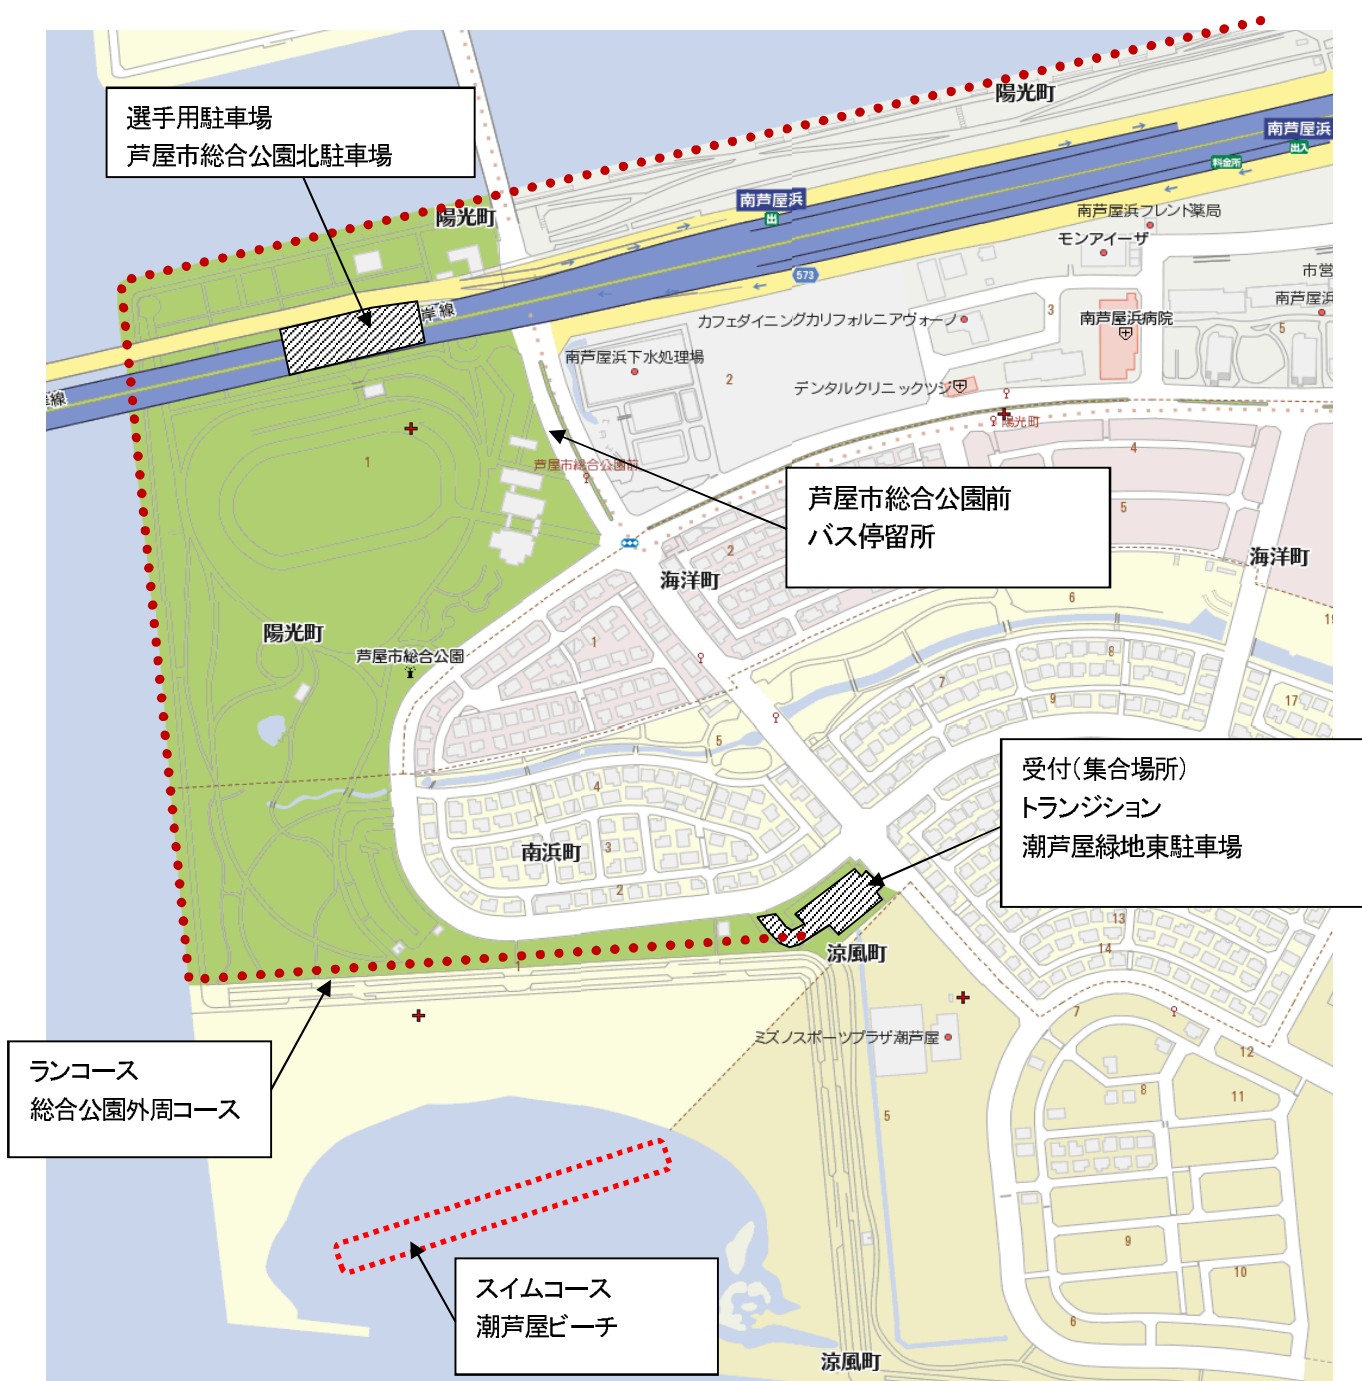 陽光町
選手用駐車場
芦屋市総合公園北駐車場
南芦屋浜
出入
料金所
南芦屋浜
出
陽光町
南芦屋浜フレンド薬局
モンアイーザ
市営
573
南芦屋浜
岸線
カフェダイニングカリフォルニアヴォーノ
3
南芦屋浜病院
5
南芦屋浜下水処理場
2
デンタルクリニックツジ
岸線
陽光町
4
1
芦屋市総合公園前
芦屋市総合公園前
バス停留所
5
2
海洋町
海洋町
6
陽光町
1
芦屋市総合公園
8
7
9
17
5
受付(集合場所)
トランジション
潮芦屋緑地東駐車場
4
南浜町
3
2
13
14
涼風町
1
7
ミズノスポーツプラザ潮芦屋
12
ランコース
総合公園外周コース
8
11
5
9
10
スイムコース
潮芦屋ビーチ
6
涼風町